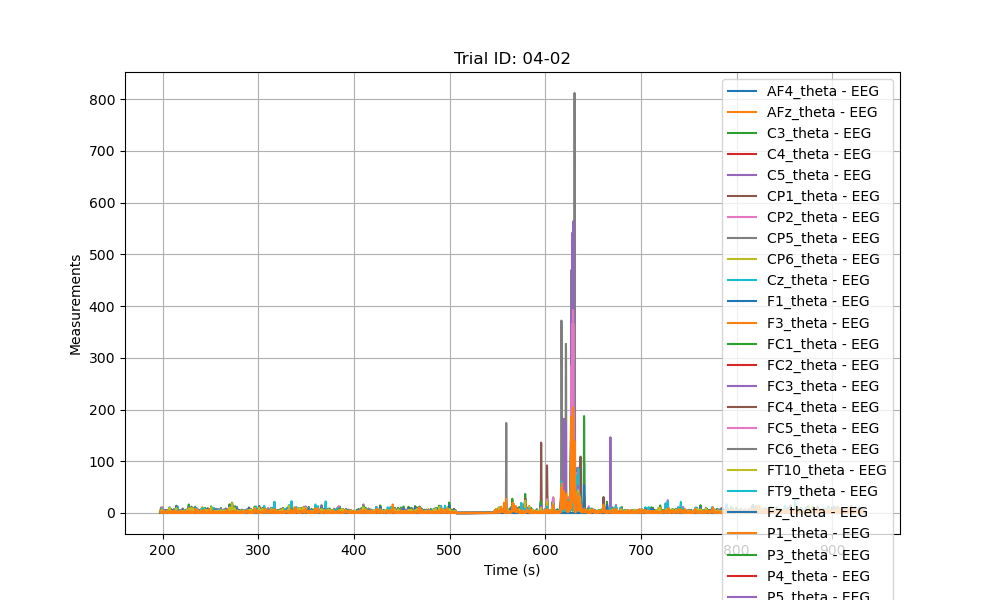 Trial ID: 04-02
Measurements
800
700
600
500
400
300
200
100
0
200 300 400 500 600 700 800 900
Time (s)
AF4_theta - EEG
AFz_theta - EEG
C3_theta - EEG
C4_theta - EEG
C5_theta - EEG
CP1_theta - EEG
CP2_theta - EEG
CP5_theta - EEG
CP6_theta - EEG
Cz_theta - EEG
F1_theta - EEG
F3_theta - EEG
FC1_theta - EEG
FC2_theta - EEG
FC3_theta - EEG
FC4_theta - EEG
FC5_theta - EEG
FC6_theta - EEG
FT10_theta - EEG
FT9_theta - EEG
Fz_theta - EEG
P1_theta - EEG
P3_theta - EEG
P4_theta - EEG
P5_theta - EEG